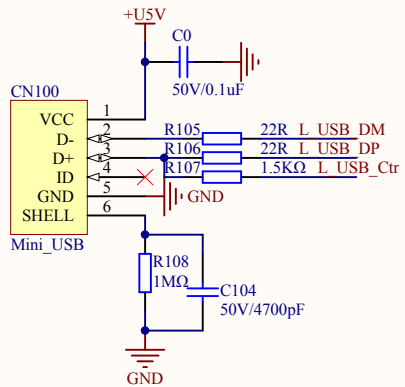 +U5V
C0
50V/0.1uF
CN100
VCC 1
D- 2 R105 22R L_USB_DM
D+ 3 R106 22R L_USB_DP
ID 4 R107 1.5KΩ L_USB_Ctr
GND 5 GND
SHELL 6
Mini_USB
R108
1MΩ
C104
50V/4700pF
GND